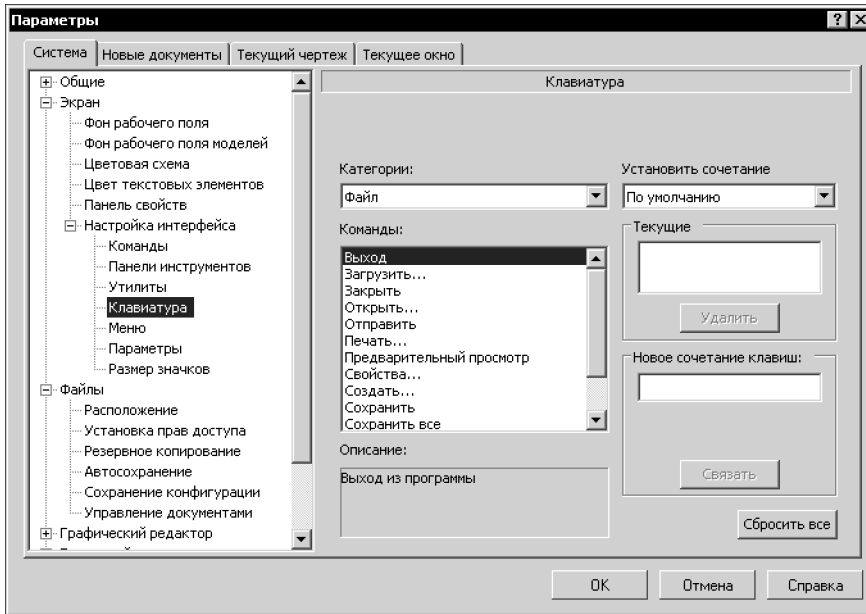 Параметры
Система
Новые документы
Текущий чертеж
Текущее окно
Общие
Экран
Фон рабочего поля
Фон рабочего поля моделей
Цветовая схема
Цвет текстовых элементов
Панель свойств
Настройка интерфейса
Команды
Панели инструментов
Утилиты
Клавиатура
Меню
Параметры
Размер значков
Файлы
Расположение
Установка прав доступа
Резервное копирование
Автосохранение
Сохранение конфигурации
Управление документами
Графический редактор
Клавиатура
Категории:
Файл
Команды:
Выход
Загрузить...
Закрыть
Открыть...
Отправить
Печать...
Предварительный просмотр
Свойства...
Создать...
Сохранить
Сохранить все
Описание:
Выход из программы
Установить сочетание
По умолчанию
Текущие
Удалить
Новое сочетание клавиш:
Связать
Сбросить все
OK
Отмена
Справка